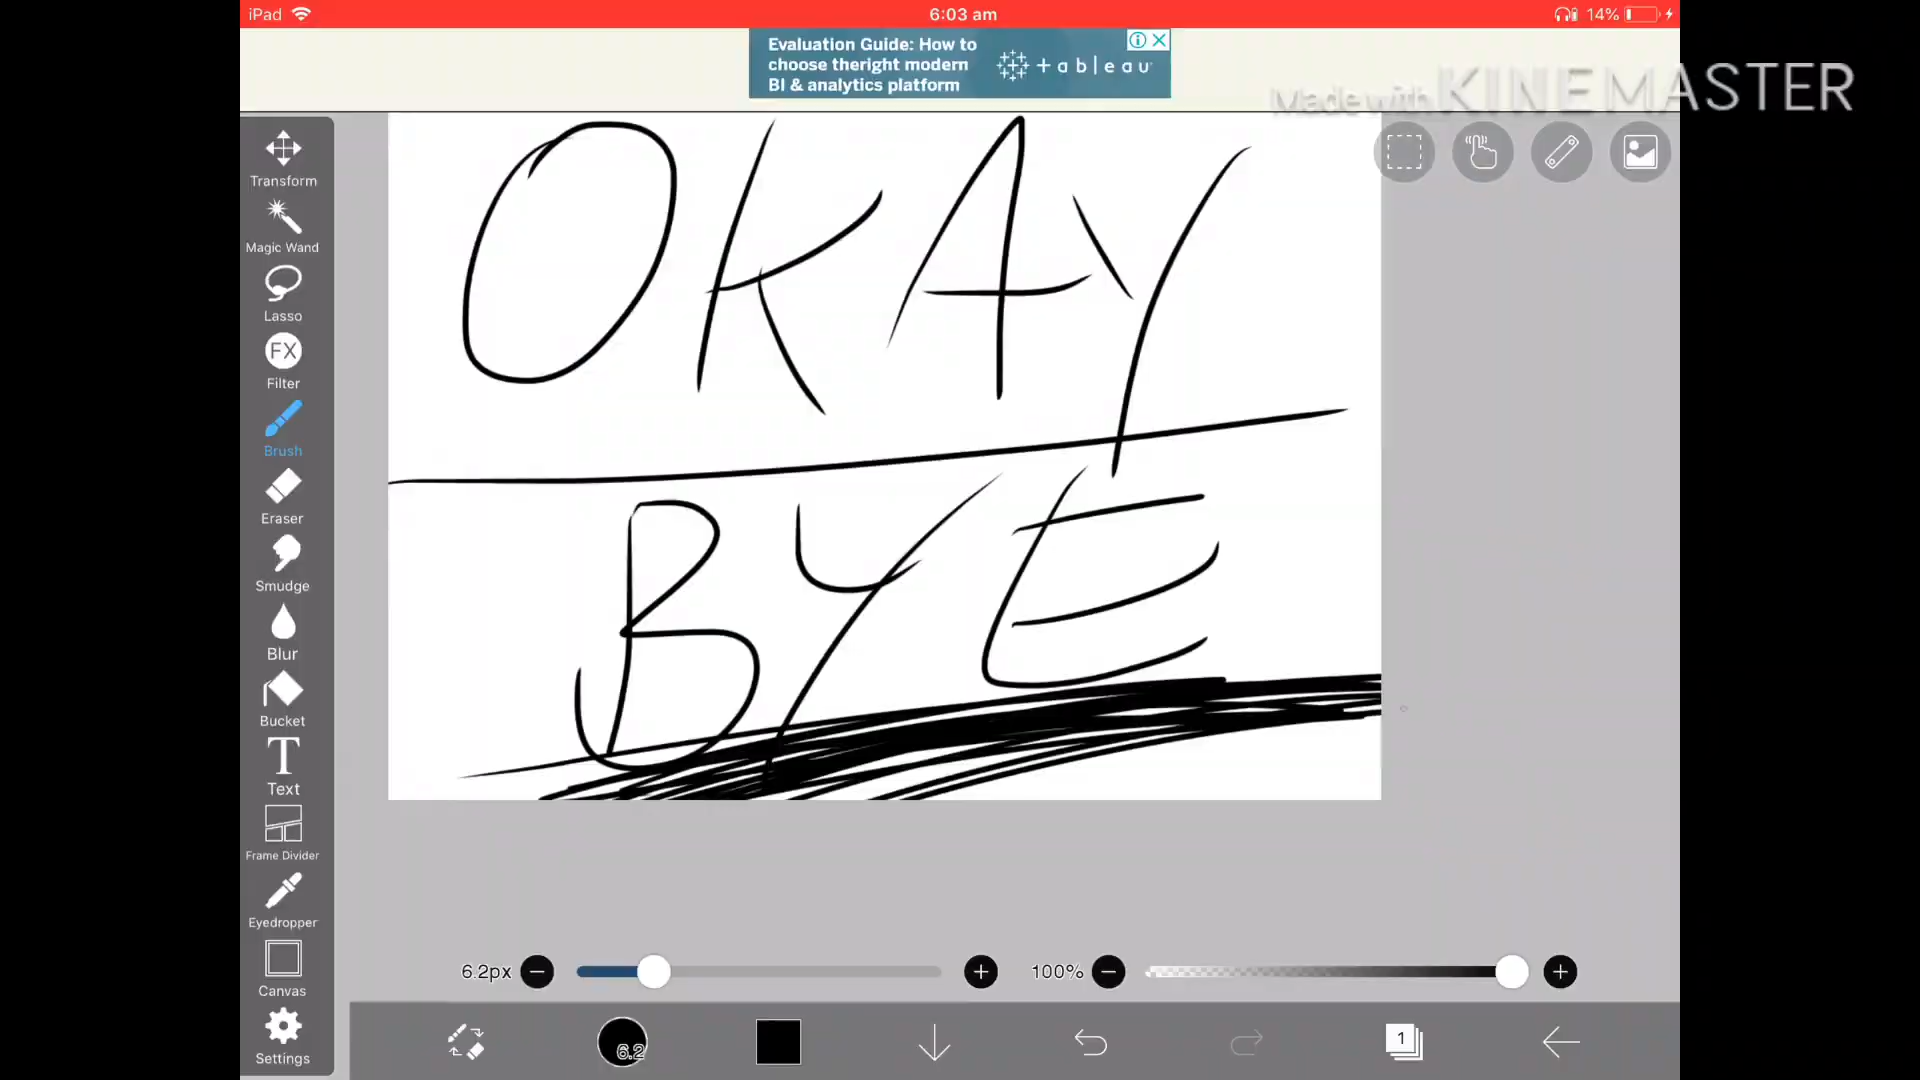 iPad 6:03 am 14%
Evaluation Guide: How to
choose theright modern
BI & analytics platform
+ a b l e a u
Made with KINEMASTER
Transform
Magic Wand
Lasso
FX
Filter
Brush
Eraser
Smudge
Blur
Bucket
T
Text
Frame Divider
Eyedropper
Canvas
Settings
OKAY
BYE
6.2px
100%
6.2
1